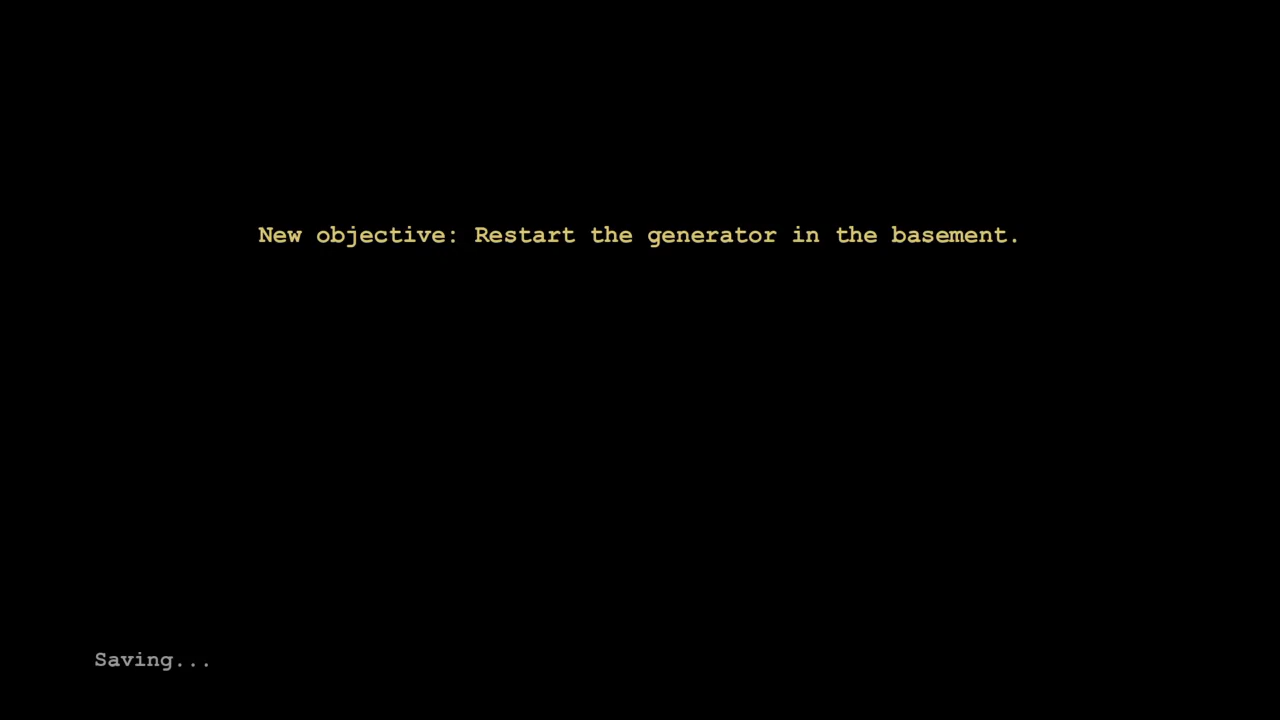 New objective: Restart the generator in the basement.
Saving...